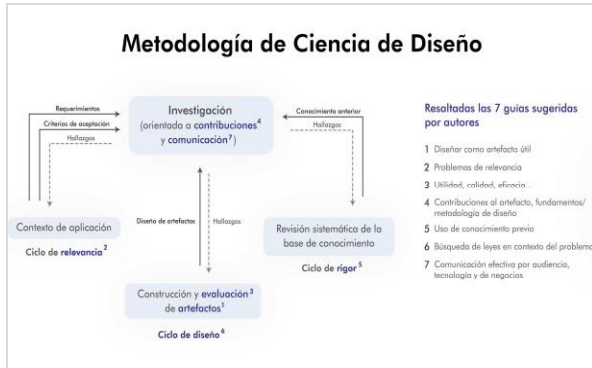 Metodología de Ciencia de Diseño
Requerimientos
Criterios de aceptación
Hallazgos
Investigación
(orientada a contribuciones⁴
y comunicación⁷)
Conocimiento anterior
Hallazgos
Contexto de aplicación
Ciclo de relevancia²
Diseño de artefactos
Hallazgos
Revisión sistemática de la
base de conocimiento
Ciclo de rigor⁵
Construcción y evaluación³
de artefactos¹
Ciclo de diseño⁶
Resaltadas las 7 guías sugeridas
por autores
1 Diseñar como artefacto útil
2 Problemas de relevancia
3 Utilidad, calidad, eficacia...
4 Contribuciones al artefacto, fundamentos/
metodología de diseño
5 Uso de conocimiento previo
6 Búsqueda de leyes en contexto del problema
7 Comunicación efectiva por audiencia,
tecnología y de negocios